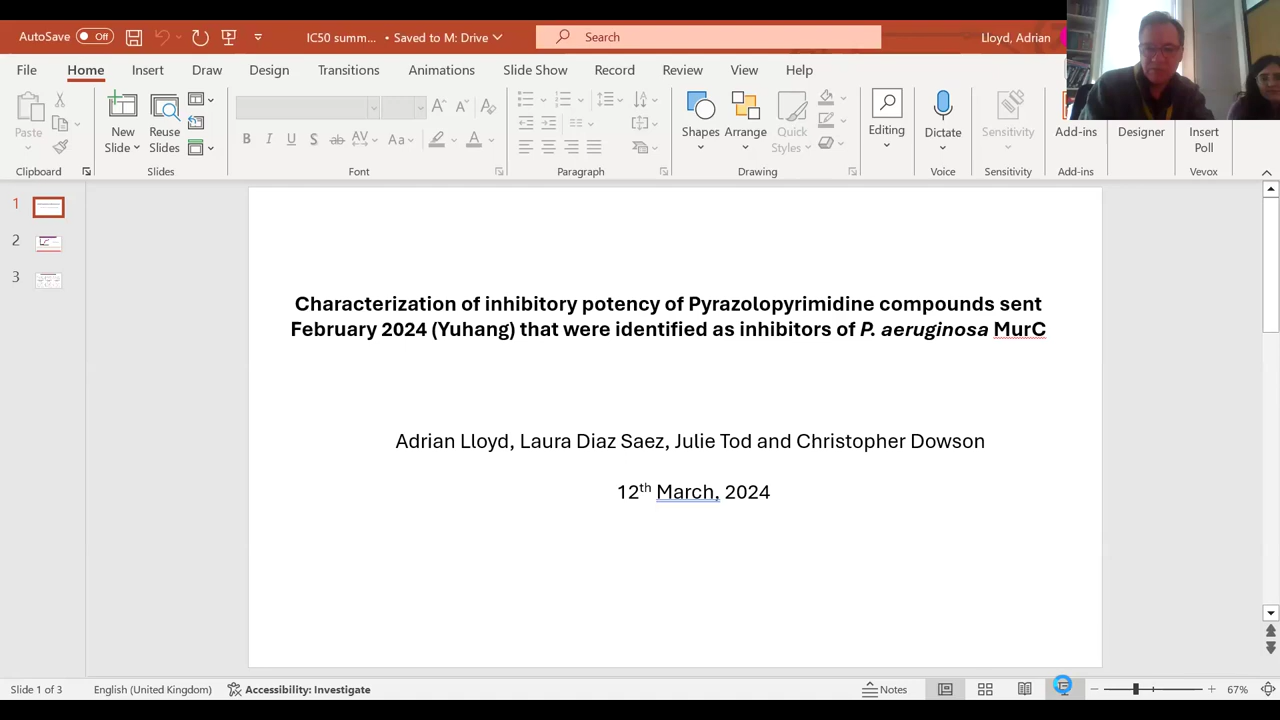 AutoSave Off IC50 summ... • Saved to M: Drive Search Lloyd, Adrian
File Home Insert Draw Design Transitions Animations Slide Show Record Review View Help
Paste New Slide Reuse Slides Shapes Arrange Quick Styles Editing Dictate Sensitivity Add-ins Designer Insert Poll
Clipboard Slides Font Paragraph Drawing Voice Sensitivity Add-ins Vevox
1
2
3
Characterization of inhibitory potency of Pyrazolopyrimidine compounds sent
February 2024 (Yuhang) that were identified as inhibitors of P. aeruginosa MurC
Adrian Lloyd, Laura Diaz Saez, Julie Tod and Christopher Dowson
12th March, 2024
Slide 1 of 3 English (United Kingdom) Accessibility: Investigate Notes 67%